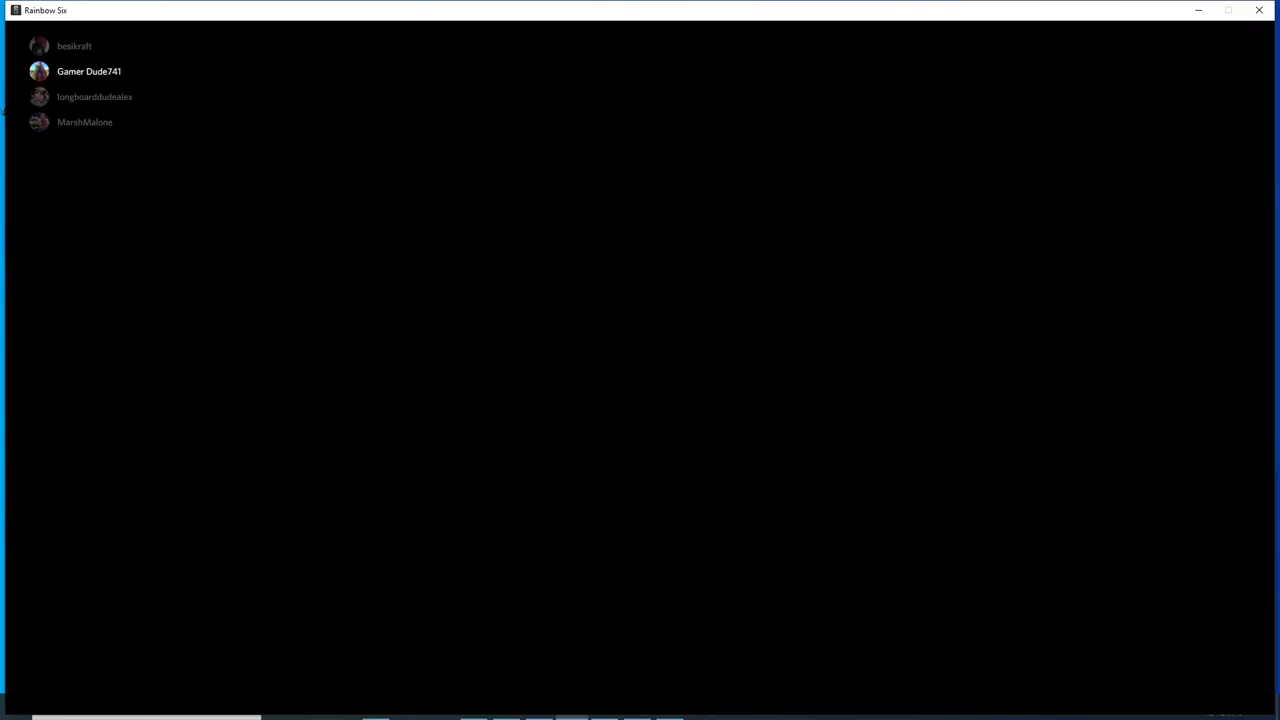 Rainbow Six
besikraft
Gamer Dude741
longboarddudealex
MarshMalone